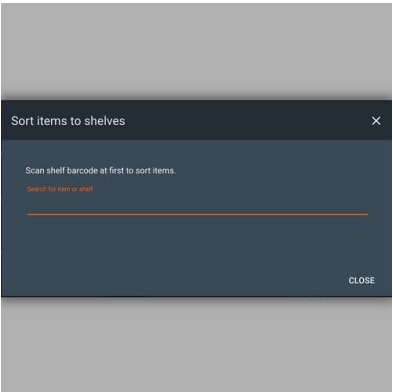 Sort items to shelves
Scan shelf barcode at first to sort items.
Search for item or shelf
CLOSE